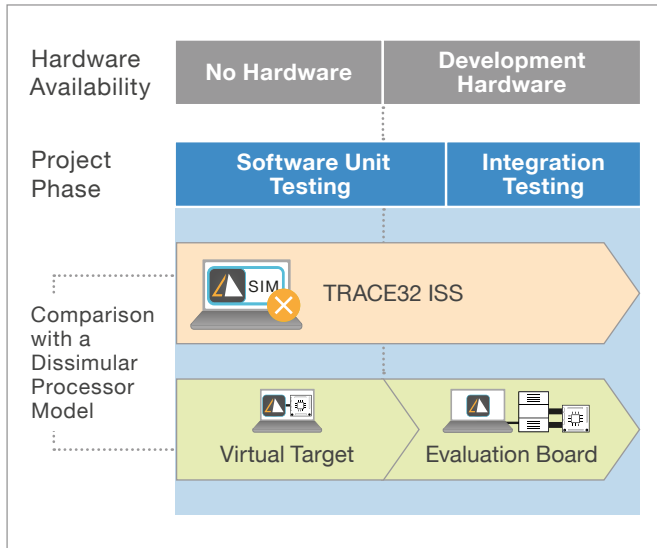 Hardware
Availability
No Hardware
Development
Hardware
Project
Phase
Software Unit
Testing
Integration
Testing
SIM
TRACE32 ISS
Comparison
with a
Dissimular
Processor
Model
Virtual Target
Evaluation Board